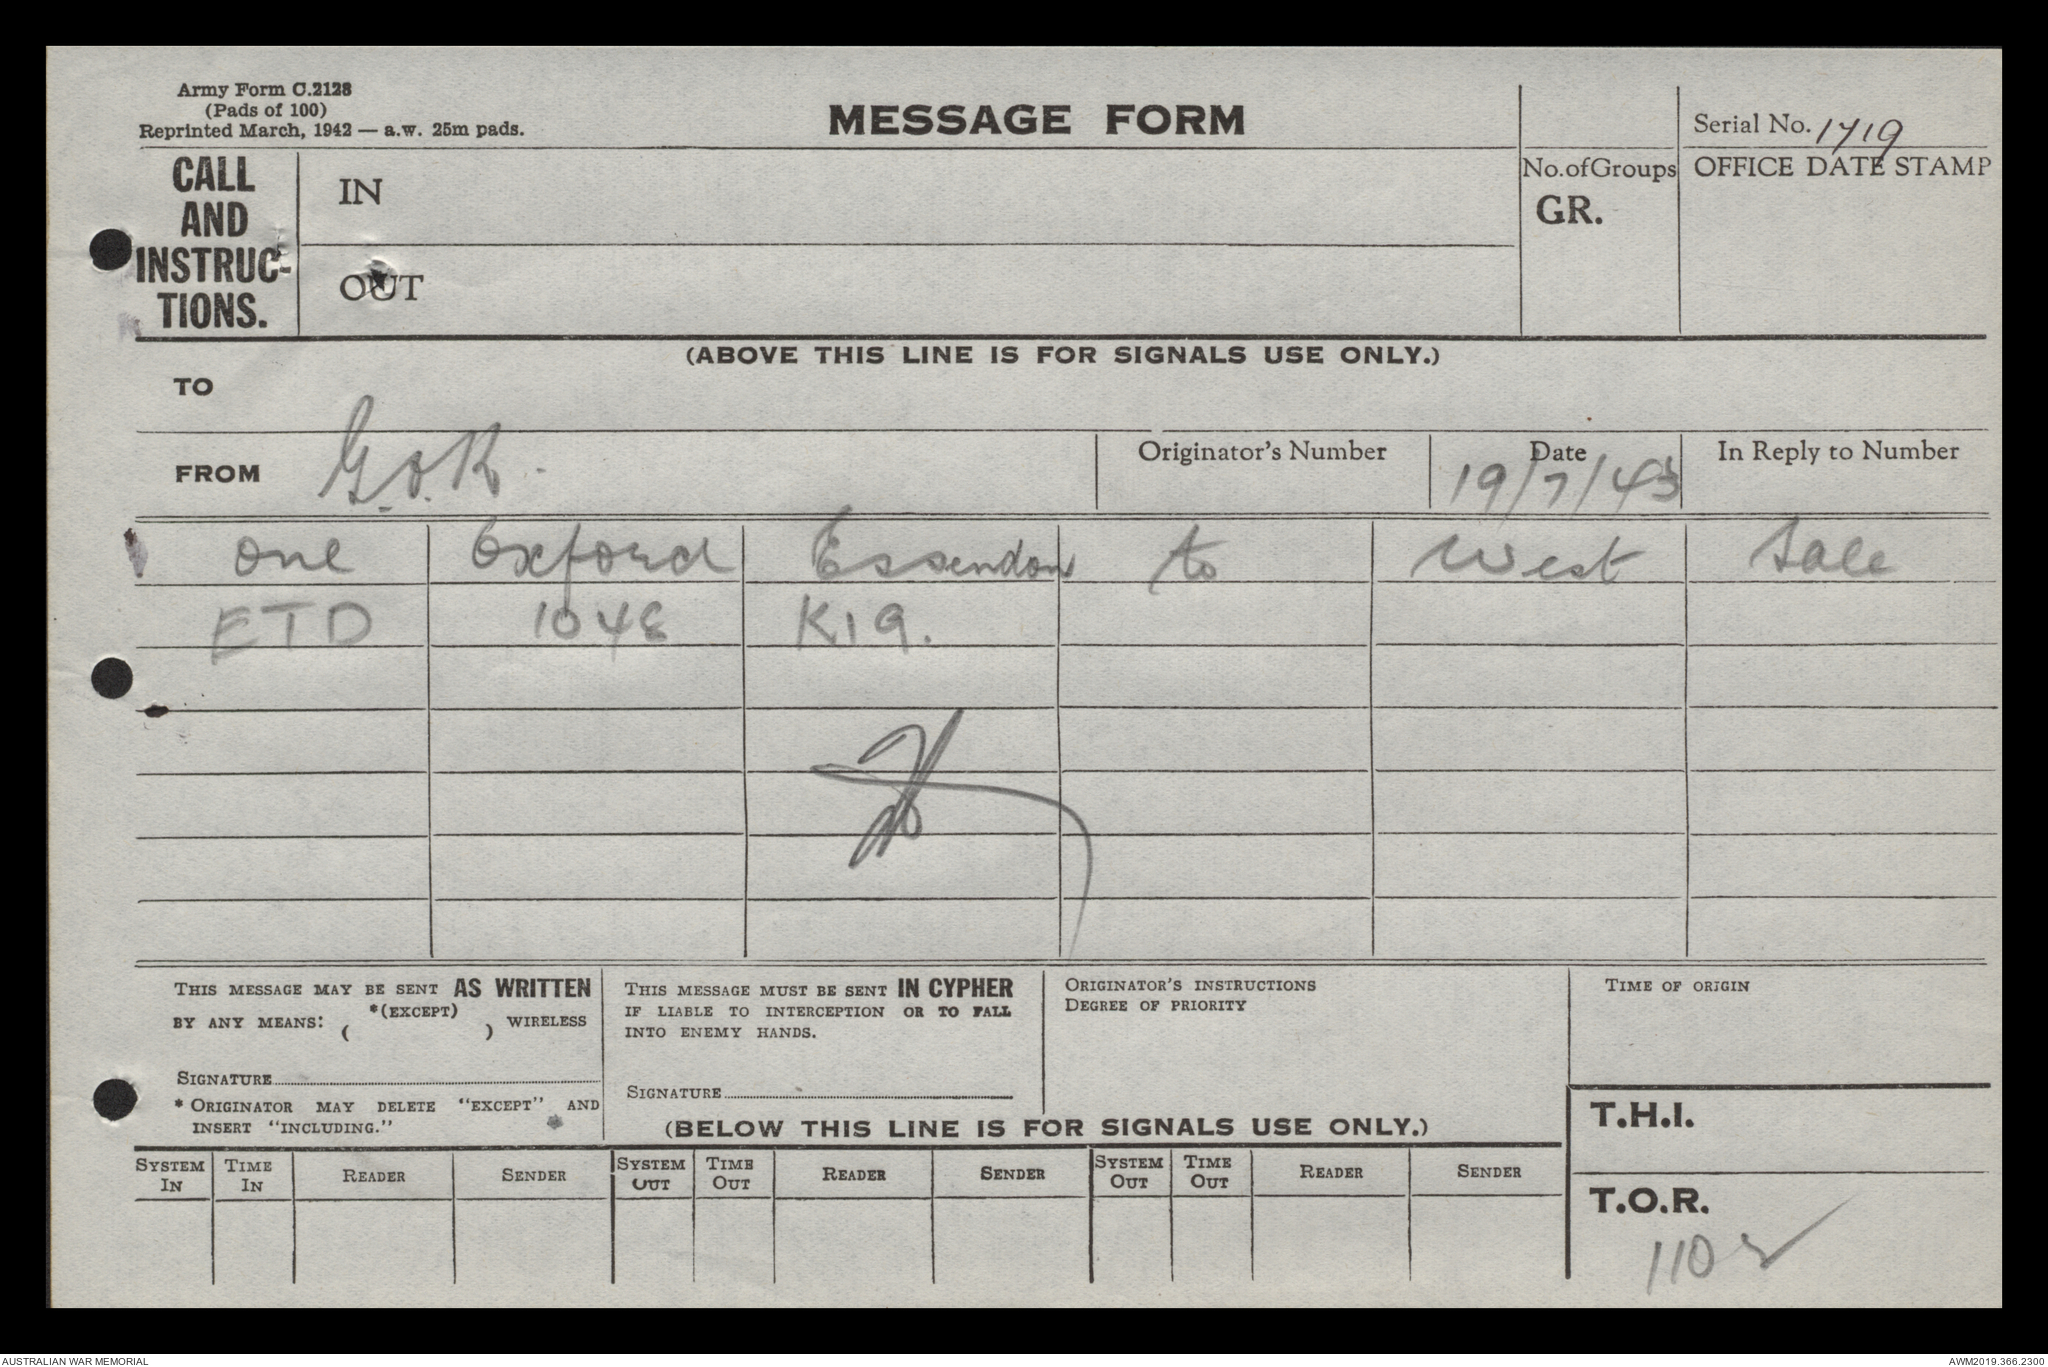 Army Form C.2128
(Pads of 100)
Reprinted March, 1942 — a.w. 25m pads.
MESSAGE FORM
Serial No. 1719
CALL AND INSTRUC-TIONS.
IN
OUT
No. of Groups
GR.
OFFICE DATE STAMP
(ABOVE THIS LINE IS FOR SIGNALS USE ONLY.)
TO
FROM
Originator's Number
Date
19/7/43
In Reply to Number
one Oxford Essendon to West Sale
ETD 1048 K19.
THIS MESSAGE MAY BE SENT AS WRITTEN
BY ANY MEANS: *(EXCEPT) ( ) WIRELESS
SIGNATURE
* ORIGINATOR MAY DELETE "EXCEPT" AND
INSERT "INCLUDING."
THIS MESSAGE MUST BE SENT IN CYPHER
IF LIABLE TO INTERCEPTION OR TO FALL
INTO ENEMY HANDS.
SIGNATURE
ORIGINATOR'S INSTRUCTIONS
DEGREE OF PRIORITY
TIME OF ORIGIN
(BELOW THIS LINE IS FOR SIGNALS USE ONLY.)
T.H.I.
SYSTEM IN TIME IN READER SENDER SYSTEM OUT TIME OUT READER SENDER SYSTEM OUT TIME OUT READER SENDER
T.O.R.
AUSTRALIAN WAR MEMORIAL
AWM2019.366.2300